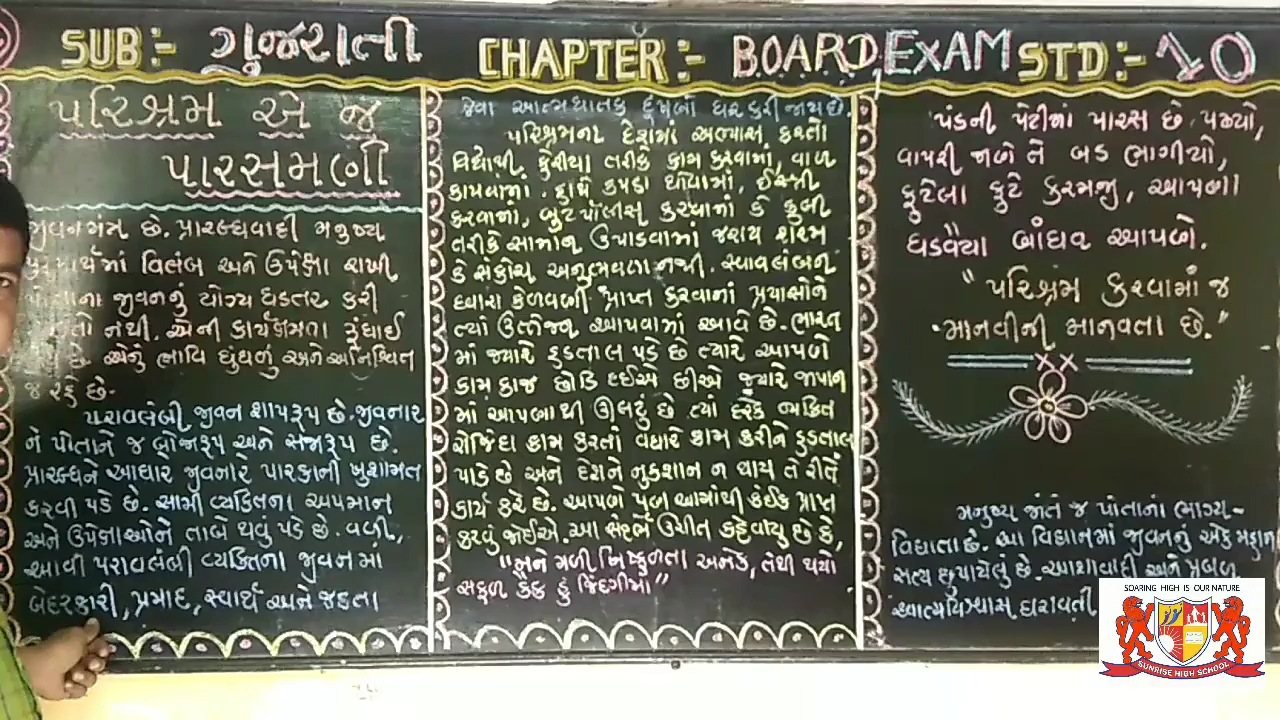 SUB:- ગુજરાતી CHAPTER:- BOARD EXAM STD:- 10
પરિશ્રમ એ જ
પારસમણી
જીવનમંત્ર છે. પ્રારબ્ધવાદી મનુષ્ય
પુરુષાર્થમાં વિલંબ અને ઉપેક્ષા રાખી
પોતાના જીવનનું યોગ્ય ઘડતર કરી
નથી. એની કાર્યક્ષમતા રૂંધાઈ
છે. એનું ભાવિ ધુંધળું અને અનિશ્ચિત
જ રહે છે.
પરાવલંબી જીવન શાપરૂપ છે. જીવનાર
ને પોતાને જ બોજરૂપ અને સજારૂપ છે.
પ્રારબ્ધને આધારે જીવનારે પારકાની ખુશામત
કરવી પડે છે. સામી વ્યક્તિના અપમાન
અને ઉપેક્ષાઓને તાબે થવું પડે છે. વળી,
આવી પરાવલંબી વ્યક્તિના જીવનમાં
બેદરકારી, પ્રમાદ, સ્વાર્થ અને જડતા
જેવા આત્મઘાતક દૂષણો ઘર કરી જાય છે.
પશ્ચિમના દેશોમાં અભ્યાસ કરતો
વિદ્યાર્થી ફેરીયા તરીકે કામ કરવામાં, વાળ
કાપવામાં, હાથે કપડા ધોવામાં, ઈસ્ત્રી
કરવામાં, બુટપૉલીસ કરવામાં કે કુલી
તરીકે સામાન ઉપાડવામાં જરાય શરમ
કે સંકોચ અનુભવતા નથી. સ્વાવલંબન
દ્વારા કેળવણી પ્રાપ્ત કરવાના પ્રયાસોને
ત્યાં ઉત્તેજન આપવામાં આવે છે. ભારત
માં જ્યારે હડતાલ પડે છે ત્યારે આપણે
કામ કાજ છોડિ દઈએ છીએ જ્યારે જાપાન
માં આપણાથી ઊલટું છે ત્યાં દરેક વ્યક્તિ
રોજિંદા કામ કરતાં વધારે કામ કરીને હડતાલ
પાડે છે અને દેશને નુકશાન ન થાય તે રીતે
કાર્ય કરે છે. આપણે પણ આમાંથી કંઈક પ્રાપ્ત
કરવું જોઈએ. આ સંદર્ભે ઉચીત કહેવાયુ છે કે,
"મને મળી નિષ્ફળતા અનેક, તેથી થયો
સફળ કંઈક હું જિંદગીમાં"
પંડની પેટીમાં પારસ છે પડ્યો,
વાપરી જાણે તે બડ ભાગીયો,
ફુટેલા ફુટે કરમજી, આપણા
ઘડવૈયા બાંધવ આપણે.
"પરિશ્રમ કરવામાં જ
માનવીની માનવતા છે."
મનુષ્ય જાતે જ પોતાના ભાગ્ય-
વિધાતા છે. આ વિધાનમાં જીવનનું એક મહાન
સત્ય છુપાયેલું છે. આશાવાદી અને પ્રબળ
આત્મવિશ્વાસ ધરાવતી
SOARING HIGH IS OUR NATURE
SUNRISE HIGH SCHOOL